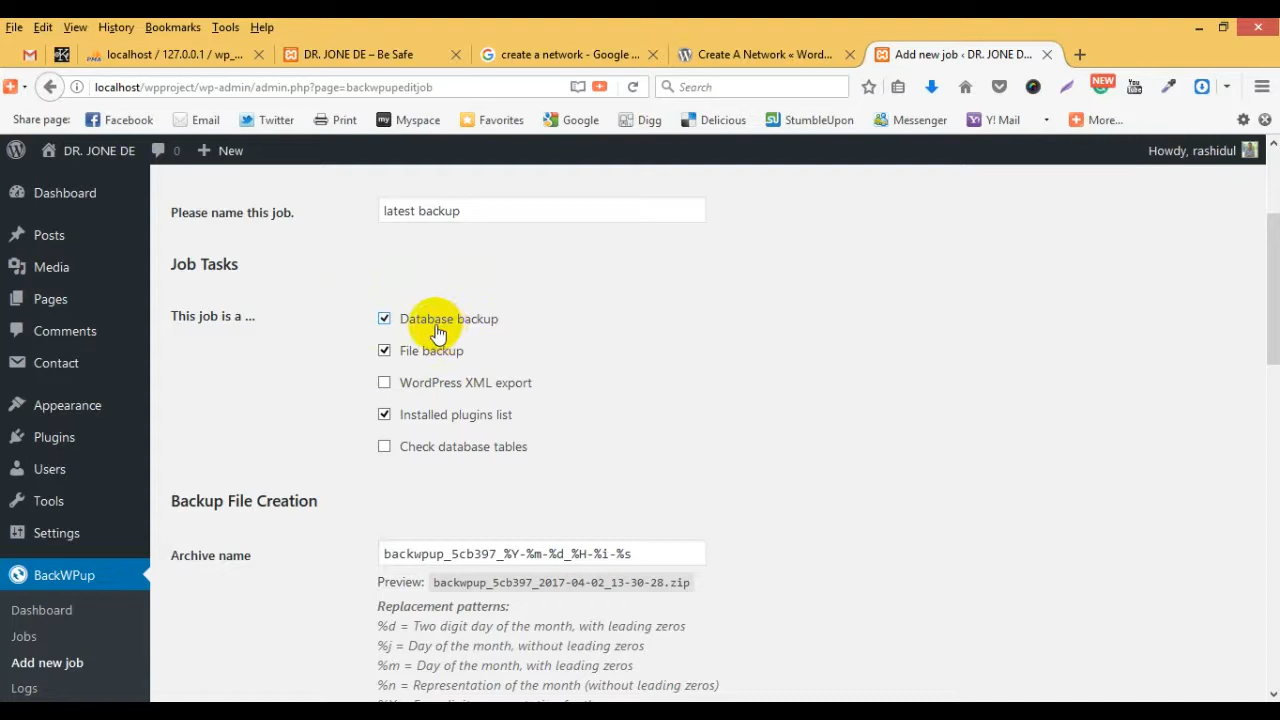 File Edit View History Bookmarks Tools Help
localhost / 127.0.0.1 / wp_... DR. JONE DE – Be Safe create a network - Google ... Create A Network « Word... Add new job ‹ DR. JONE D...
localhost/wpproject/wp-admin/admin.php?page=backwpupeditjob Search NEW You Tube
Share page: Facebook Email Twitter Print my Myspace Favorites Google Digg Delicious StumbleUpon Messenger Y! Mail More...
DR. JONE DE 0 New Howdy, rashidul
Dashboard
Posts
Media
Pages
Comments
Contact
Appearance
Plugins
Users
Tools
Settings
BackWPup
Dashboard
Jobs
Add new job
Logs
Please name this job. latest backup
Job Tasks
This job is a ... Database backup
File backup
WordPress XML export
Installed plugins list
Check database tables
Backup File Creation
Archive name backwpup_5cb397_%Y-%m-%d_%H-%i-%s
Preview: backwpup_5cb397_2017-04-02_13-30-28.zip
Replacement patterns:
%d = Two digit day of the month, with leading zeros
%j = Day of the month, without leading zeros
%m = Day of the month, with leading zeros
%n = Representation of the month (without leading zeros)